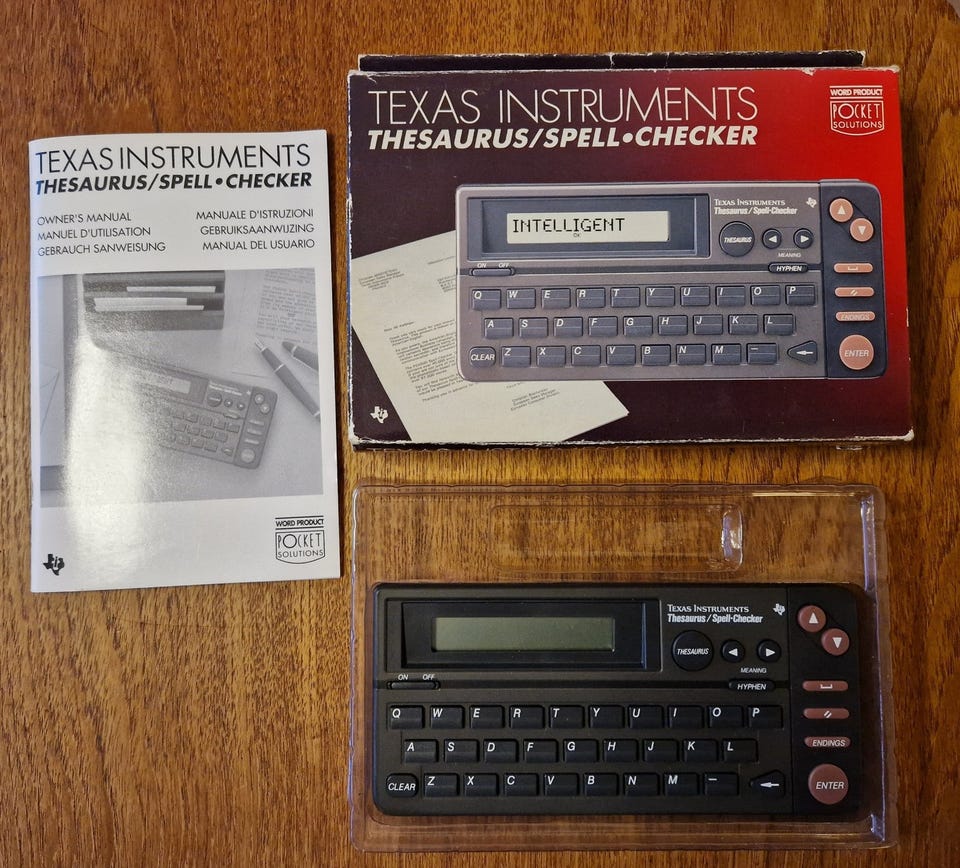 TEXAS INSTRUMENTS
THESAURUS/SPELL•CHECKER
OWNER'S MANUAL
MANUEL D'UTILISATION
GEBRAUCH SANWEISUNG
MANUALE D'ISTRUZIONI
GEBRUIKSAANWIJZING
MANUAL DEL USUARIO
WORD PRODUCT
POCKET
SOLUTIONS
TEXAS INSTRUMENTS
THESAURUS/SPELL•CHECKER
WORD PRODUCT
POCKET
SOLUTIONS
INTELLIGENT
OK
TEXAS INSTRUMENTS
Thesaurus/Spell-Checker
THESAURUS
MEANING
ON OFF
HYPHEN
Q W E R T Y U I O P
A S D F G H J K L
ENDINGS
CLEAR Z X C V B N M –
ENTER
TEXAS INSTRUMENTS
Thesaurus/Spell-Checker
THESAURUS
MEANING
ON OFF
HYPHEN
Q W E R T Y U I O P
A S D F G H J K L
ENDINGS
CLEAR Z X C V B N M –
ENTER